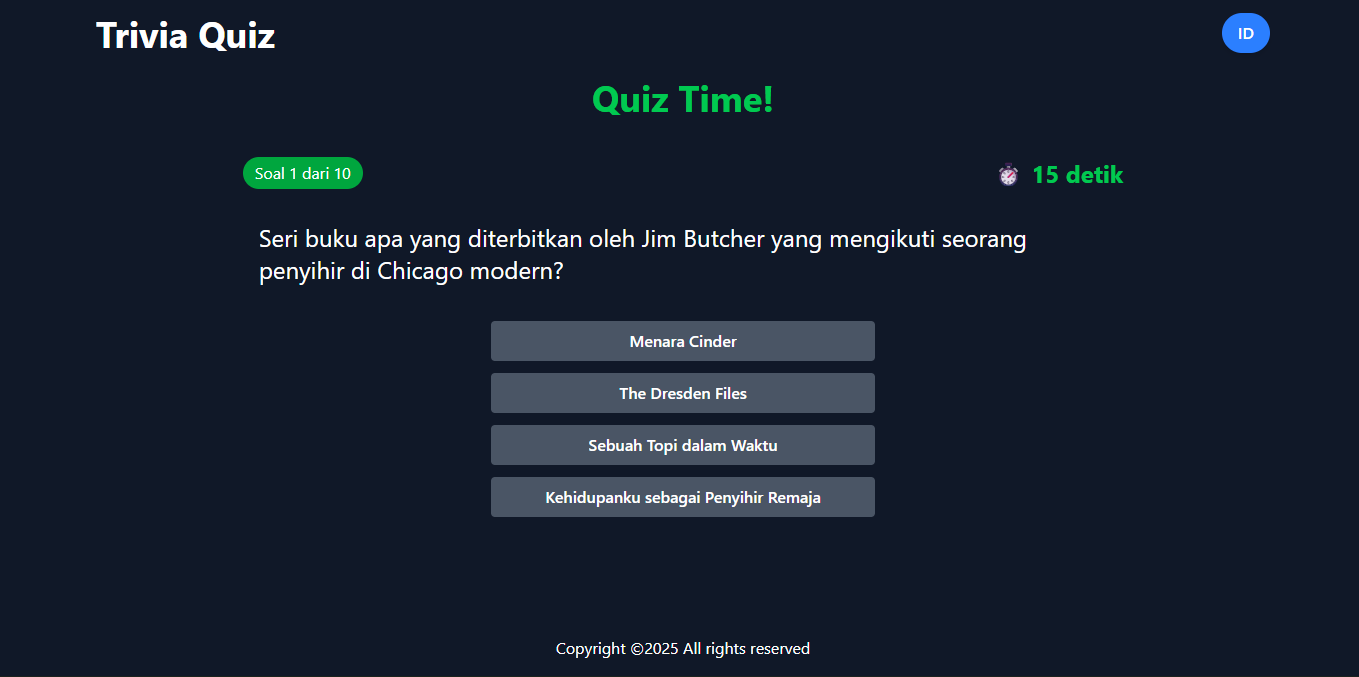 Trivia Quiz
ID
Quiz Time!
Soal 1 dari 10
15 detik
Seri buku apa yang diterbitkan oleh Jim Butcher yang mengikuti seorang
penyihir di Chicago modern?
Menara Cinder
The Dresden Files
Sebuah Topi dalam Waktu
Kehidupanku sebagai Penyihir Remaja
Copyright ©2025 All rights reserved